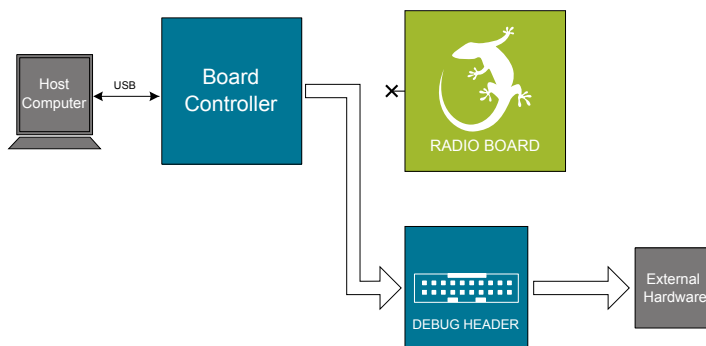 Host
Computer
USB
Board
Controller
RADIO BOARD
DEBUG HEADER
External
Hardware